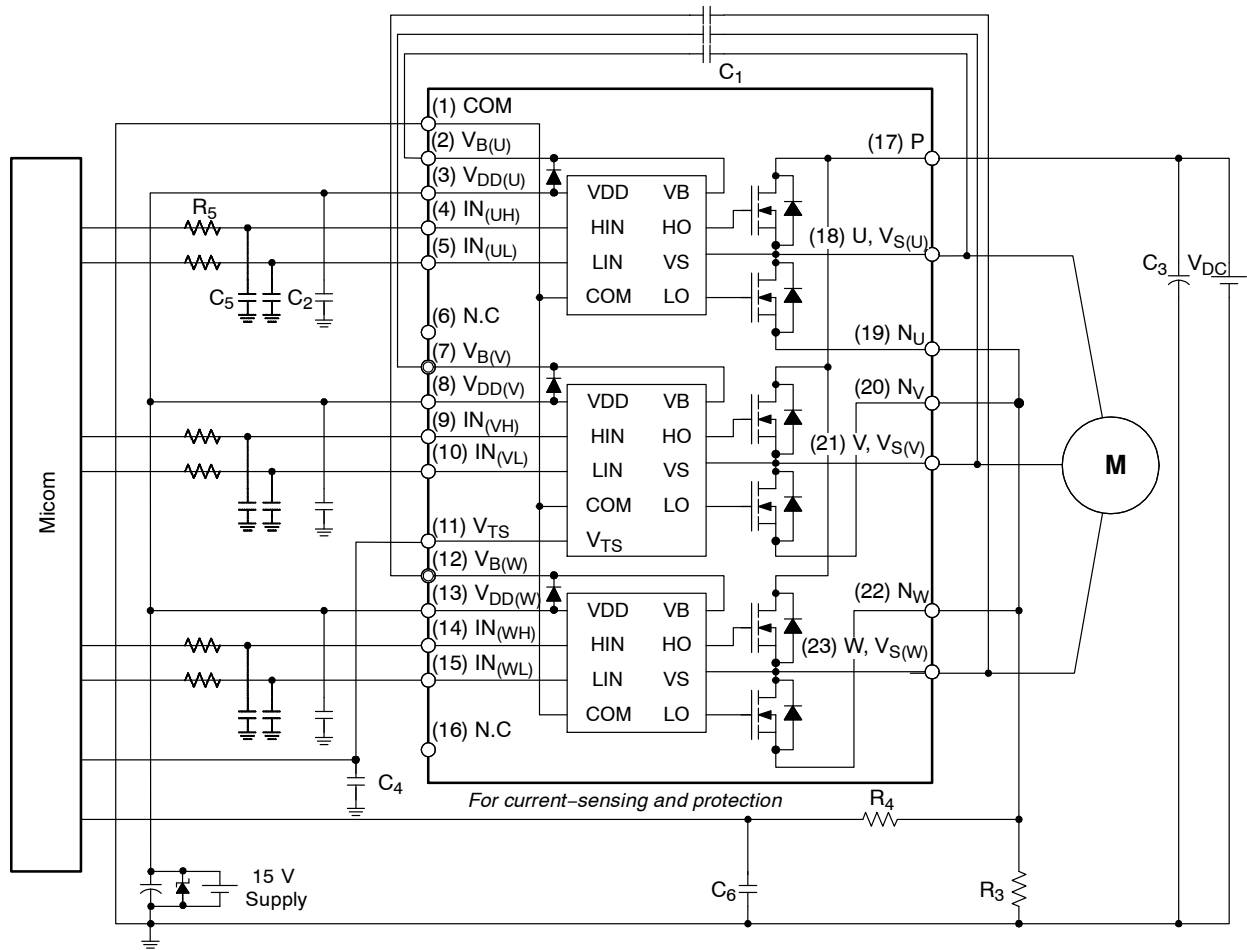 C1
(1) COM
(2) VB(U)
(3) VDD(U)
(4) IN(UH)
(5) IN(UL)
(6) N.C
(7) VB(V)
(8) VDD(V)
(9) IN(VH)
(10) IN(VL)
(11) VTS
(12) VB(W)
(13) VDD(W)
(14) IN(WH)
(15) IN(WL)
(16) N.C
VDD VB
HIN HO
LIN VS
COM LO
VDD VB
HIN HO
LIN VS
COM LO
VTS
VDD VB
HIN HO
LIN VS
COM LO
(17) P
(18) U, VS(U)
(19) NU
(20) NV
(21) V, VS(V)
(22) NW
(23) W, VS(W)
Micom
R5
C5
C2
C4
C3
VDC
M
For current−sensing and protection
R4
R3
C6
15 V
Supply